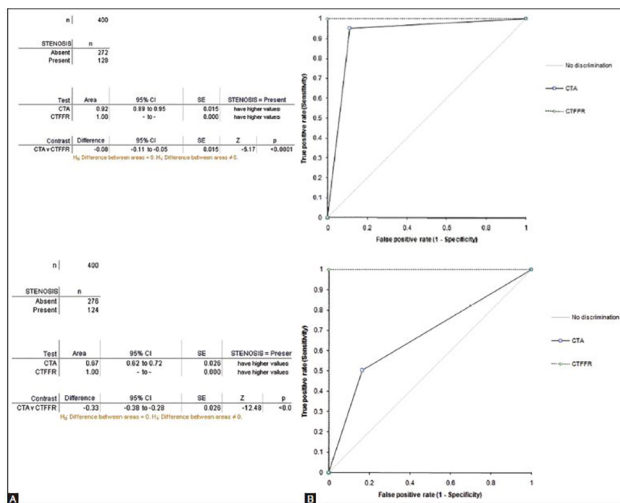 n 400
STENOSIS n
Absent 272
Present 128
Test Area 95% CI SE STENOSIS = Present
CTA 0.92 0.89 to 0.95 0.015 have higher values
CTFFR 1.00 - to - 0.000 have higher values
Contrast Difference 95% CI SE Z p
CTA v CTFFR -0.08 -0.11 to -0.05 0.015 -5.17 <0.0001
H0: Difference between areas = 0. H1: Difference between areas ≠ 0.
n 400
STENOSIS n
Absent 276
Present 124
Test Area 95% CI SE STENOSIS = Preser
CTA 0.67 0.62 to 0.72 0.026 have higher values
CTFFR 1.00 - to - 0.000 have higher values
Contrast Difference 95% CI SE Z p
CTA v CTFFR -0.33 -0.38 to -0.28 0.026 -12.48 <0.0
H0: Difference between areas = 0. H1: Difference between areas ≠ 0.
A
True positive rate (Sensitivity)
1
0.9
0.8
0.7
0.6
0.5
0.4
0.3
0.2
0.1
0
0 0.2 0.4 0.6 0.8 1
False positive rate (1 - Specificity)
No discrimination
CTA
CTFFR
True positive rate (Sensitivity)
1
0.9
0.8
0.7
0.6
0.5
0.4
0.3
0.2
0.1
0
0 0.2 0.4 0.6 0.8 1
False positive rate (1 - Specificity)
No discrimination
CTA
CTFFR
B